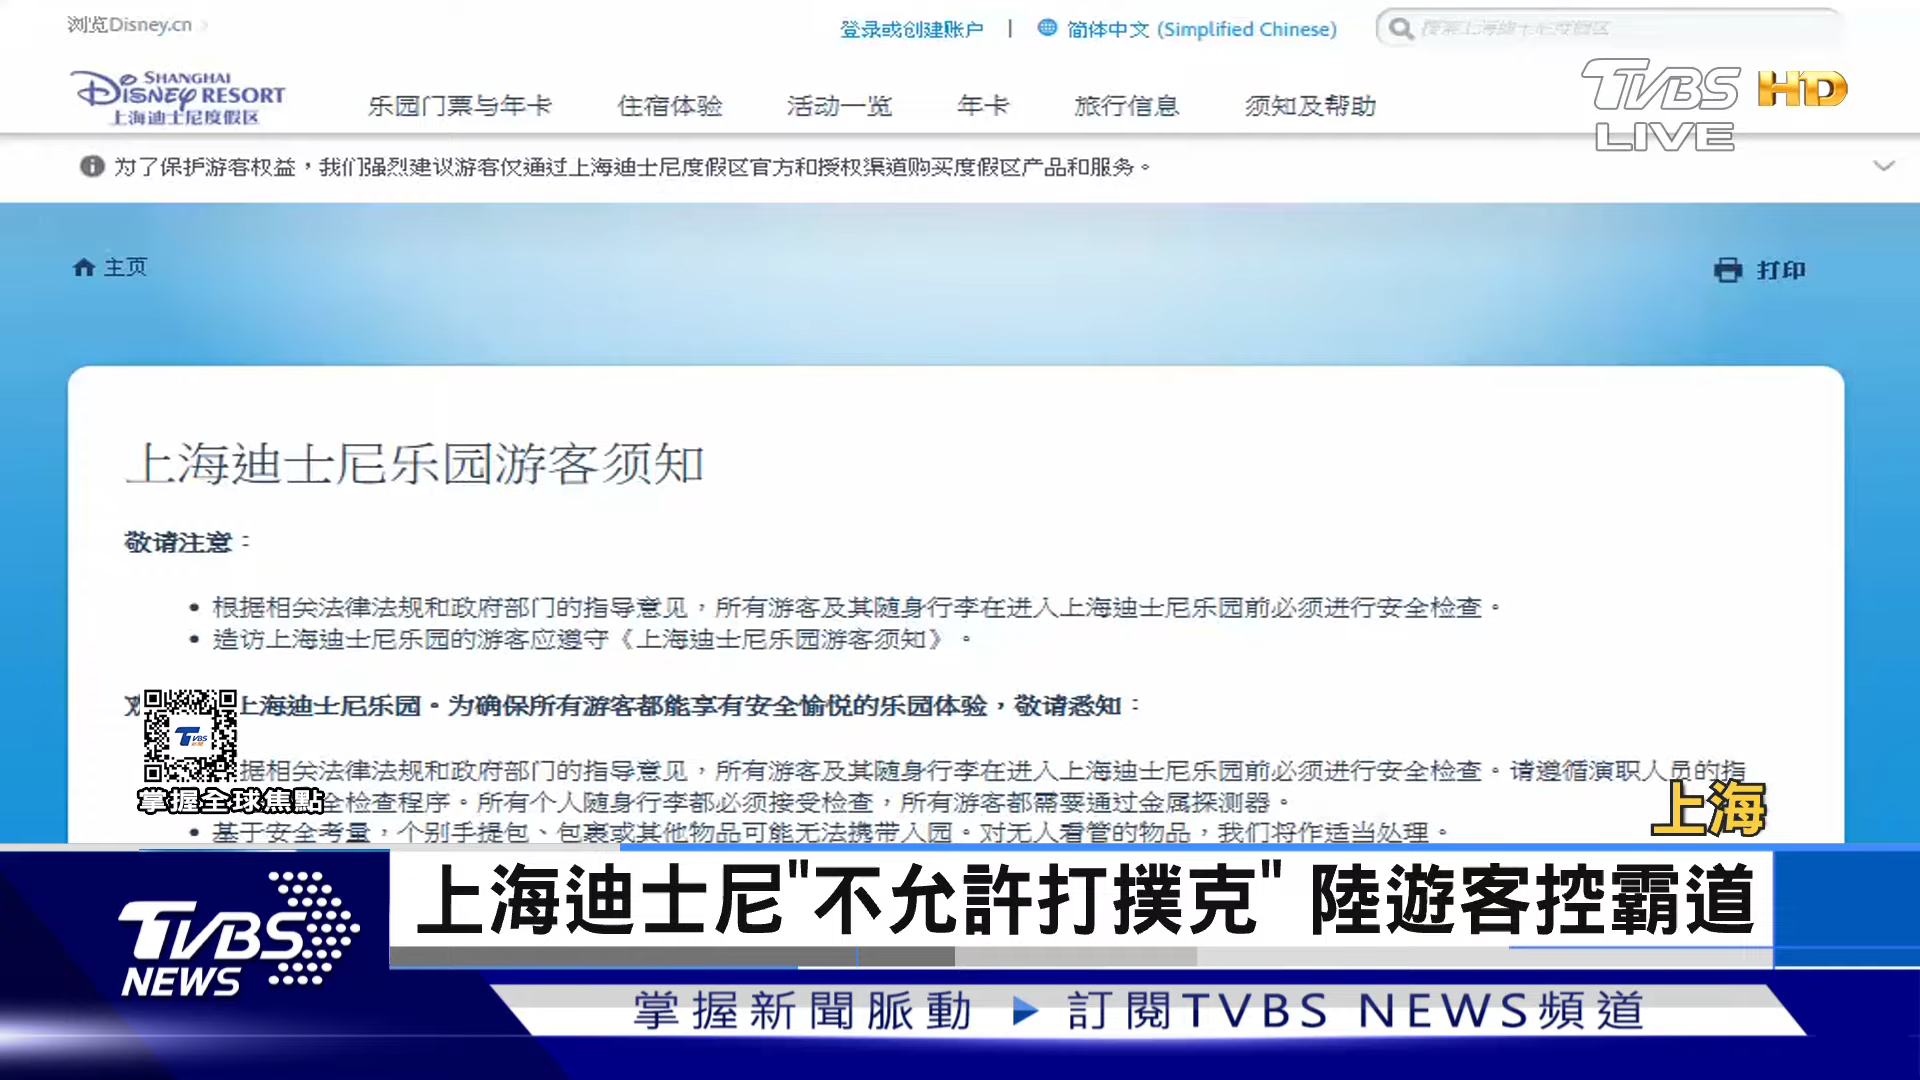 浏览Disney.cn
登录或创建账户 | 简体中文 (Simplified Chinese)
搜索上海迪士尼度假区
TVBS HD
LIVE
SHANGHAI
DISNEY RESORT
上海迪士尼度假区
乐园门票与年卡 住宿体验 活动一览 年卡 旅行信息 须知及帮助
为了保护游客权益，我们强烈建议游客仅通过上海迪士尼度假区官方和授权渠道购买度假区产品和服务。
主页
打印
上海迪士尼乐园游客须知
敬请注意：
• 根据相关法律法规和政府部门的指导意见，所有游客及其随身行李在进入上海迪士尼乐园前必须进行安全检查。
• 造访上海迪士尼乐园的游客应遵守《上海迪士尼乐园游客须知》。
上海迪士尼乐园。为确保所有游客都能享有安全愉悦的乐园体验，敬请悉知：
据相关法律法规和政府部门的指导意见，所有游客及其随身行李在进入上海迪士尼乐园前必须进行安全检查。请遵循演职人员的指
全检查程序。所有个人随身行李都必须接受检查，所有游客都需要通过金属探测器。
• 基于安全考量，个别手提包、包裹或其他物品可能无法携带入园。对无人看管的物品，我们将作适当处理。
TVBS
掌握全球焦點
上海
上海迪士尼"不允許打撲克" 陸遊客控霸道
TVBS
NEWS
掌握新聞脈動 ▶ 訂閱TVBS NEWS頻道